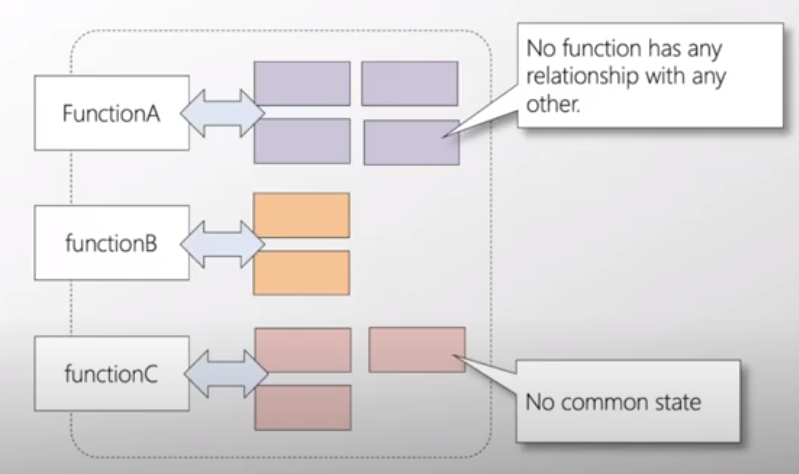 FunctionA
No function has any
relationship with any
other.
functionB
functionC
No common state